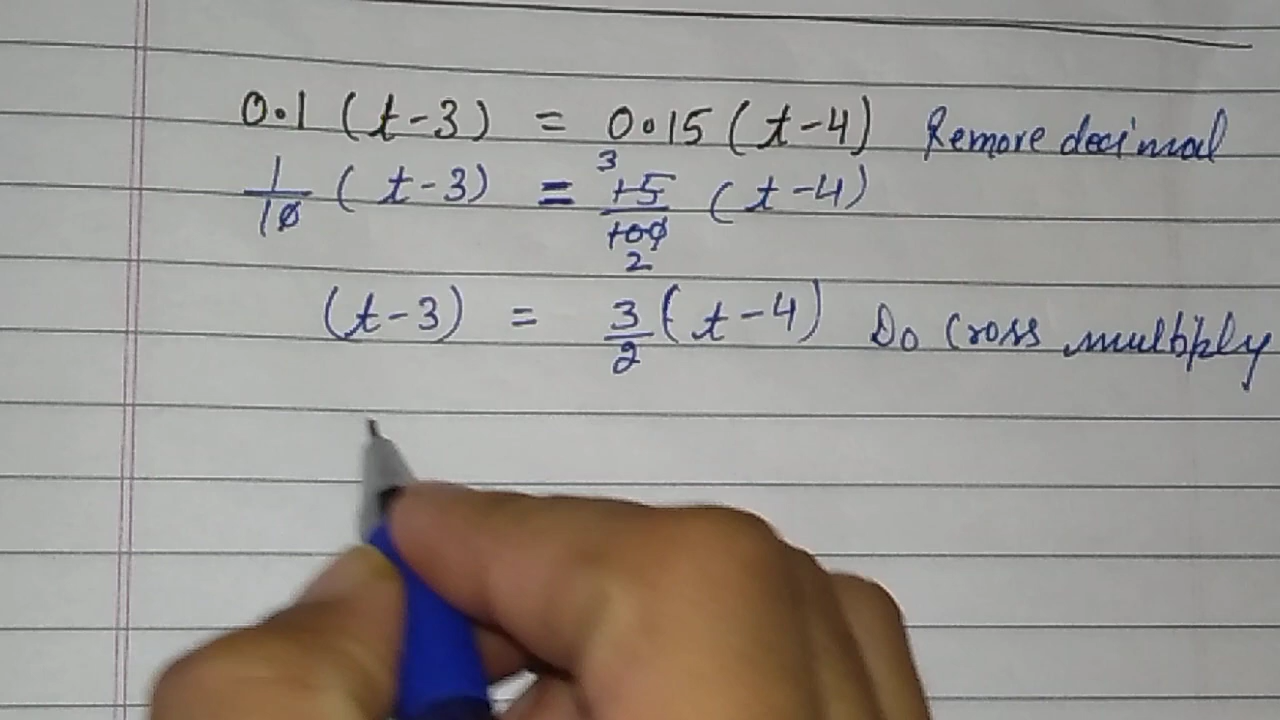 0.1 (t-3) = 0.15 (t-4) Remove decimal
1/10 (t-3) = 3 15/100 2 (t-4)
(t-3) = 3/2 (t-4) Do Cross multiply